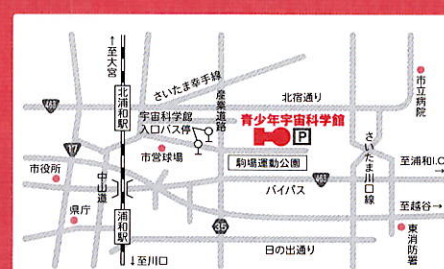 ↑至大宮
さいたま幸手線
463
北浦和駅
宇宙科学館
入口バス停
産業道路
北宿通り
市立病院
青少年宇宙科学館
P
17
市営球場
駒場運動公園
さいたま川口線
至浦和I.C
→
市役所
中山道
バイパス
463
県庁
至越谷→
浦和駅
35
東消防署
日の出通り
↓至川口